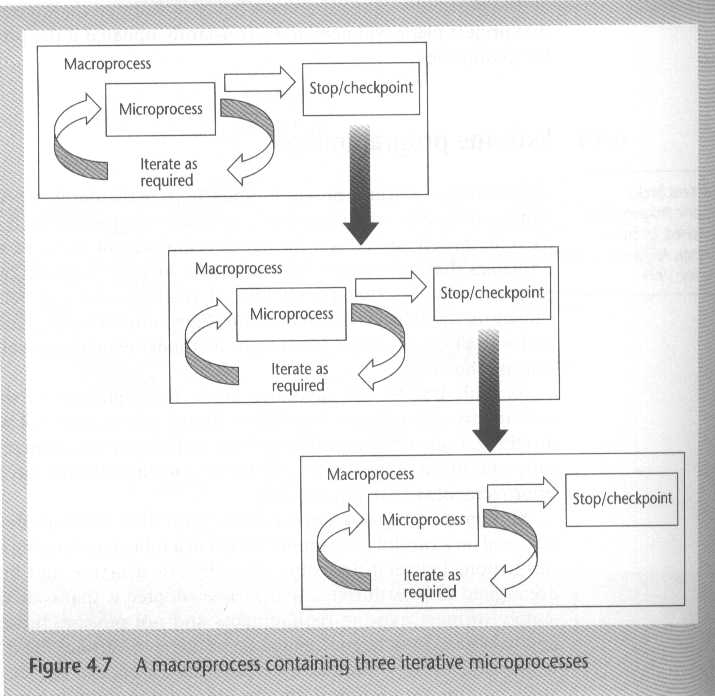 Macroprocess
Stop/checkpoint
Microprocess
Iterate as
required
Macroprocess
Stop/checkpoint
Microprocess
Iterate as
required
Macroprocess
Stop/checkpoint
Microprocess
Iterate as
required
Figure 4.7 A macroprocess containing three iterative microprocesses